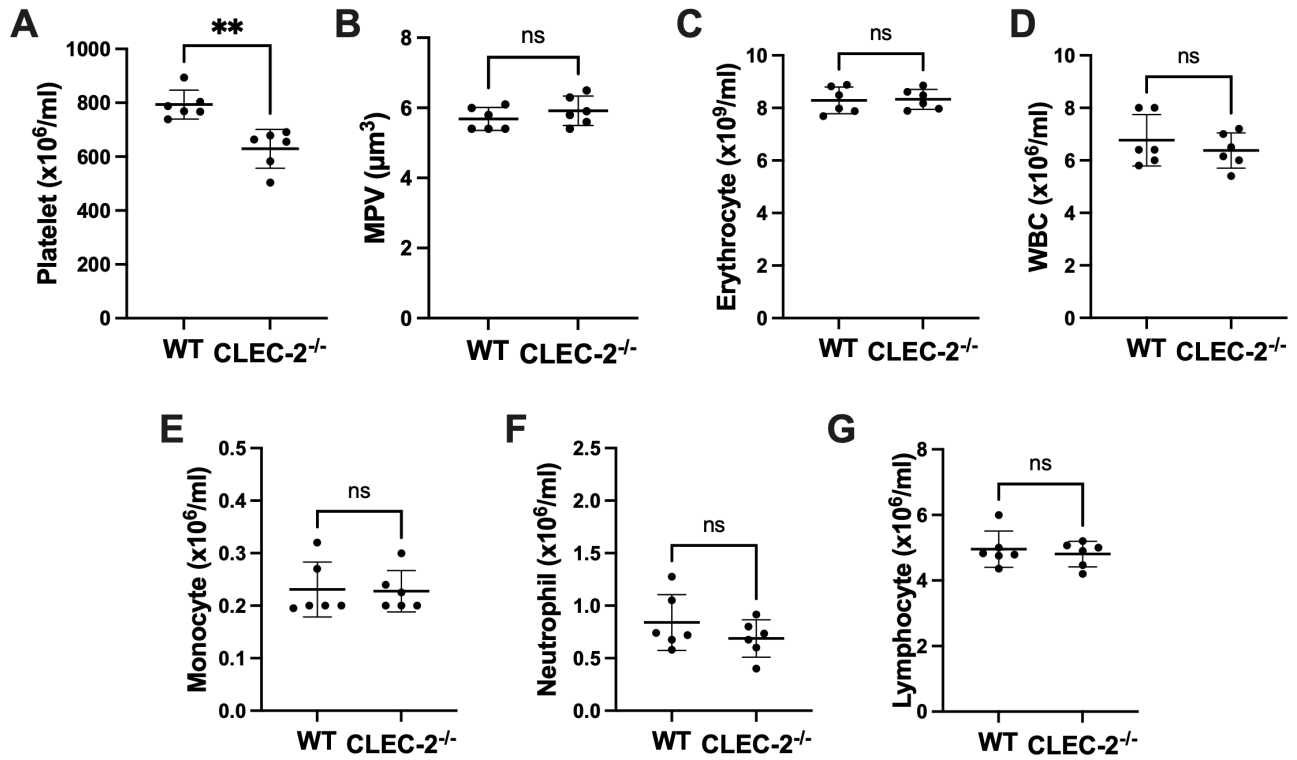 A
Platelet (x10⁶/ml)
1000
800
600
400
200
0
**
WT CLEC-2⁻/⁻
B
MPV (μm³)
8
6
4
2
0
ns
WT CLEC-2⁻/⁻
C
Erythrocyte (x10⁹/ml)
10
8
6
4
2
0
ns
WT CLEC-2⁻/⁻
D
WBC (x10⁶/ml)
10
8
6
4
2
0
ns
WT CLEC-2⁻/⁻
E
Monocyte (x10⁶/ml)
0.5
0.4
0.3
0.2
0.1
0.0
ns
WT CLEC-2⁻/⁻
F
Neutrophil (x10⁶/ml)
2.5
2.0
1.5
1.0
0.5
0.0
ns
WT CLEC-2⁻/⁻
G
Lymphocyte (x10⁶/ml)
8
6
4
2
0
ns
WT CLEC-2⁻/⁻